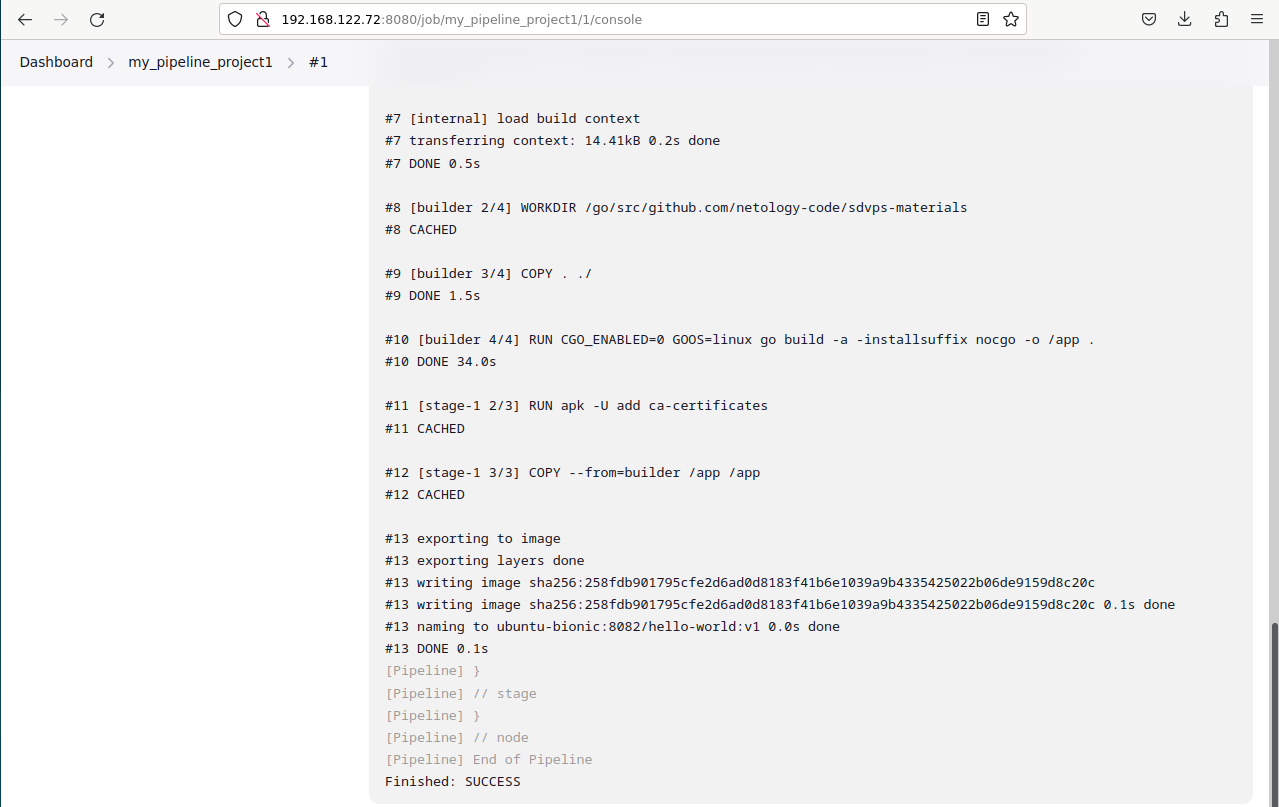 192.168.122.72:8080/job/my_pipeline_project1/1/console
Dashboard > my_pipeline_project1 > #1
#7 [internal] load build context
#7 transferring context: 14.41kB 0.2s done
#7 DONE 0.5s
#8 [builder 2/4] WORKDIR /go/src/github.com/netology-code/sdvps-materials
#8 CACHED
#9 [builder 3/4] COPY . ./
#9 DONE 1.5s
#10 [builder 4/4] RUN CGO_ENABLED=0 GOOS=linux go build -a -installsuffix nocgo -o /app .
#10 DONE 34.0s
#11 [stage-1 2/3] RUN apk -U add ca-certificates
#11 CACHED
#12 [stage-1 3/3] COPY --from=builder /app /app
#12 CACHED
#13 exporting to image
#13 exporting layers done
#13 writing image sha256:258fdb901795cfe2d6ad0d8183f41b6e1039a9b4335425022b06de9159d8c20c
#13 writing image sha256:258fdb901795cfe2d6ad0d8183f41b6e1039a9b4335425022b06de9159d8c20c 0.1s done
#13 naming to ubuntu-bionic:8082/hello-world:v1 0.0s done
#13 DONE 0.1s
[Pipeline] }
[Pipeline] // stage
[Pipeline] }
[Pipeline] // node
[Pipeline] End of Pipeline
Finished: SUCCESS